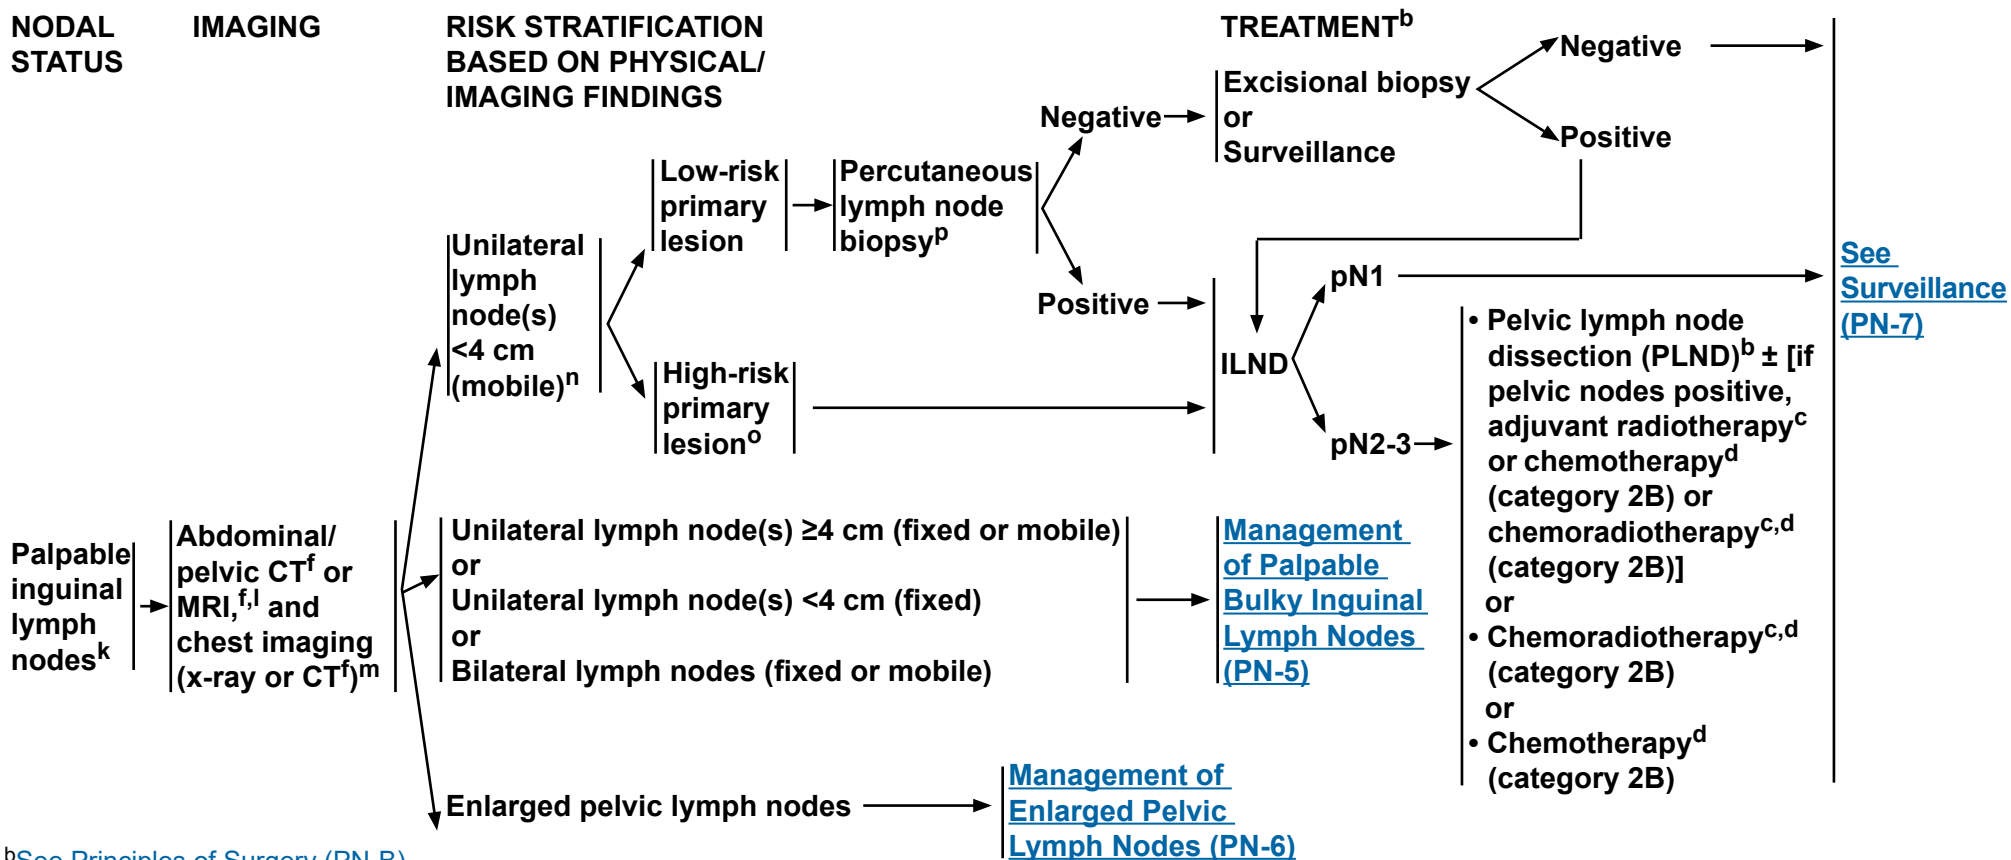 NODAL
STATUS
IMAGING
RISK STRATIFICATION
BASED ON PHYSICAL/
IMAGING FINDINGS
TREATMENTb
Palpable
inguinal
lymph
nodesk
Abdominal/
pelvic CTf or
MRI,f,l and
chest imaging
(x-ray or CTf)m
Unilateral
lymph
node(s)
<4 cm
(mobile)n
Low-risk
primary
lesion
Percutaneous
lymph node
biopsyp
Negative
Excisional biopsy
or
Surveillance
Negative
Positive
Positive
High-risk
primary
lesiono
ILND
pN1
pN2-3
• Pelvic lymph node
dissection (PLND)b ± [if
pelvic nodes positive,
adjuvant radiotherapyc
or chemotherapyd
(category 2B) or
chemoradiotherapyc,d
(category 2B)]
or
• Chemoradiotherapyc,d
(category 2B)
or
• Chemotherapyd
(category 2B)
See
Surveillance
(PN-7)
Unilateral lymph node(s) ≥4 cm (fixed or mobile)
or
Unilateral lymph node(s) <4 cm (fixed)
or
Bilateral lymph nodes (fixed or mobile)
Management
of Palpable
Bulky Inguinal
Lymph Nodes
(PN-5)
Enlarged pelvic lymph nodes
Management of
Enlarged Pelvic
Lymph Nodes (PN-6)
bSee Principles of Surgery (PN-B)